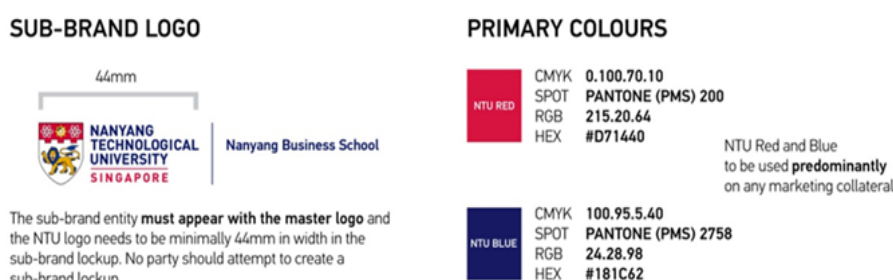 SUB-BRAND LOGO
44mm
NANYANG
TECHNOLOGICAL
UNIVERSITY
SINGAPORE
Nanyang Business School
The sub-brand entity must appear with the master logo and
the NTU logo needs to be minimally 44mm in width in the
sub-brand lockup. No party should attempt to create a
sub-brand lockup
PRIMARY COLOURS
NTU RED
CMYK 0.100.70.10
SPOT PANTONE (PMS) 200
RGB 215.20.64
HEX #D71440
NTU Red and Blue
to be used predominantly
on any marketing collateral
NTU BLUE
CMYK 100.95.5.40
SPOT PANTONE (PMS) 2758
RGB 24.28.98
HEX #181C62